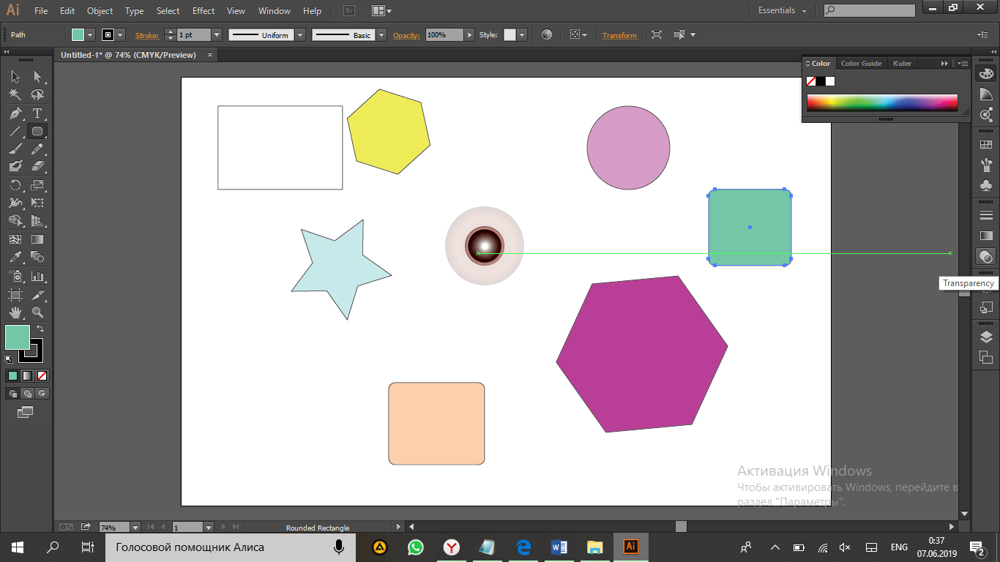 Ai File Edit Object Type Select Effect View Window Help Br Essentials
Path Stroke: 1 pt Uniform Basic Opacity: 100% Style: Transform
Untitled-1* @ 74% (CMYK/Preview) ×
Color Color Guide Kuler
T
Transparency
Активация Windows
Чтобы активировать Windows, перейдите в
раздел "Параметры".
74% 1 Rounded Rectangle
Голосовой помощник Алиса
Y
W
Ai
ENG
0:37
07.06.2019
2